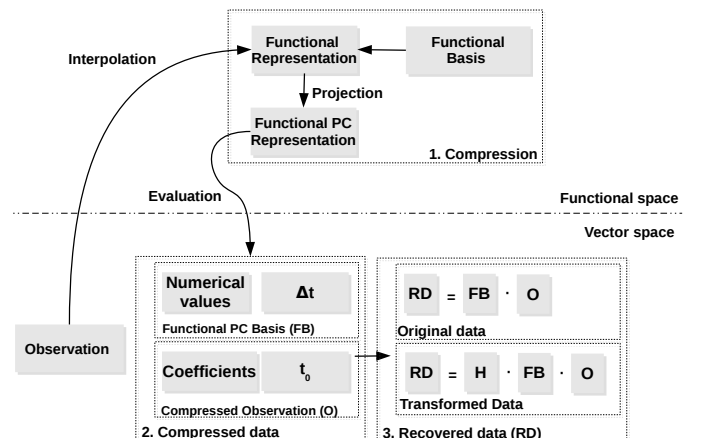 Interpolation
Functional
Representation
Functional
Basis
Projection
Functional PC
Representation
1. Compression
Evaluation
Functional space
Vector space
Observation
Numerical
values
Δt
Functional PC Basis (FB)
Coefficients
t0
Compressed Observation (O)
2. Compressed data
RD = FB · O
Original data
RD = H · FB · O
Transformed Data
3. Recovered data (RD)